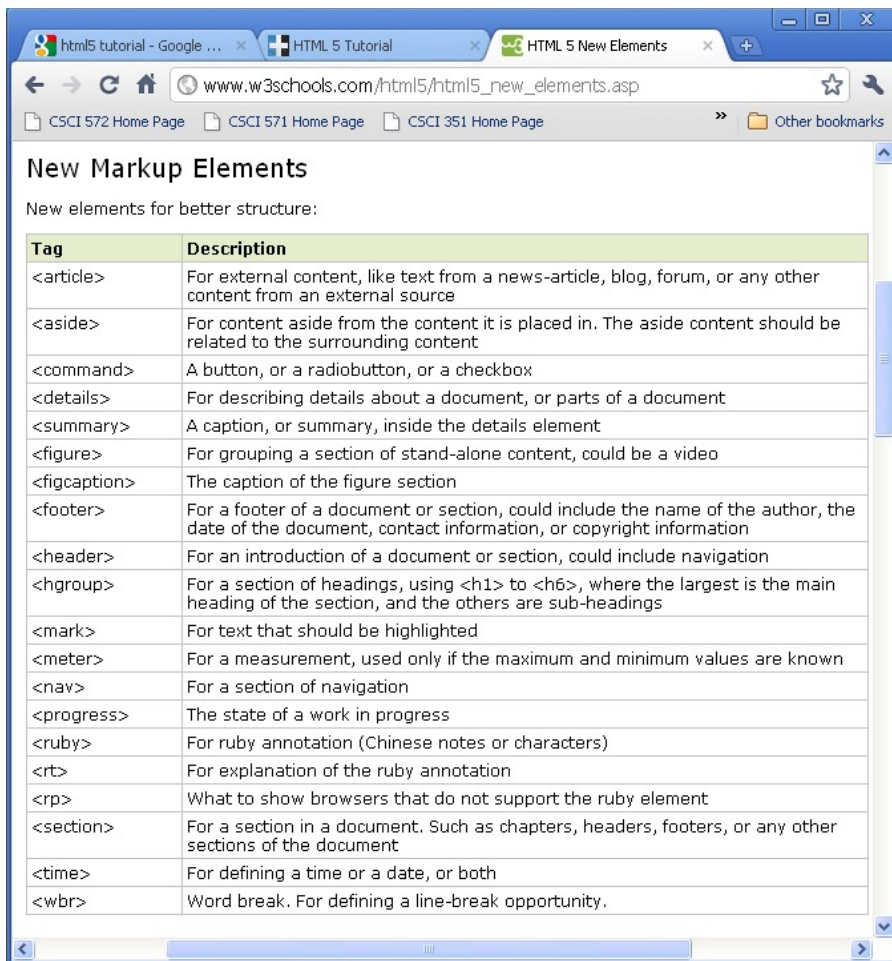 html5 tutorial - Google ...
HTML 5 Tutorial
HTML 5 New Elements
www.w3schools.com/html5/html5_new_elements.asp
CSCI 572 Home Page
CSCI 571 Home Page
CSCI 351 Home Page
»
Other bookmarks
New Markup Elements
New elements for better structure:
Tag Description
<article> For external content, like text from a news-article, blog, forum, or any other
content from an external source
<aside> For content aside from the content it is placed in. The aside content should be
related to the surrounding content
<command> A button, or a radiobutton, or a checkbox
<details> For describing details about a document, or parts of a document
<summary> A caption, or summary, inside the details element
<figure> For grouping a section of stand-alone content, could be a video
<figcaption> The caption of the figure section
<footer> For a footer of a document or section, could include the name of the author, the
date of the document, contact information, or copyright information
<header> For an introduction of a document or section, could include navigation
<hgroup> For a section of headings, using <h1> to <h6>, where the largest is the main
heading of the section, and the others are sub-headings
<mark> For text that should be highlighted
<meter> For a measurement, used only if the maximum and minimum values are known
<nav> For a section of navigation
<progress> The state of a work in progress
<ruby> For ruby annotation (Chinese notes or characters)
<rt> For explanation of the ruby annotation
<rp> What to show browsers that do not support the ruby element
<section> For a section in a document. Such as chapters, headers, footers, or any other
sections of the document
<time> For defining a time or a date, or both
<wbr> Word break. For defining a line-break opportunity.